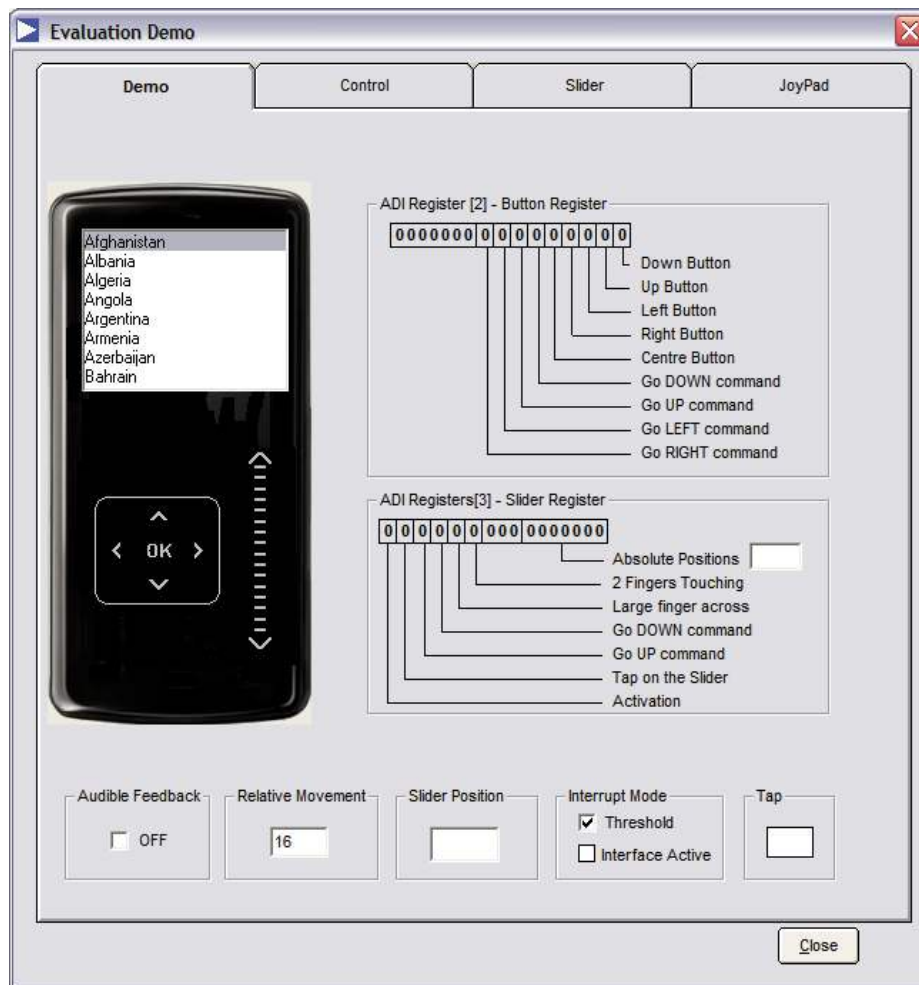 Evaluation Demo
Demo
Control
Slider
JoyPad
Afghanistan
Albania
Algeria
Angola
Argentina
Armenia
Azerbaijan
Bahrain
OK
ADI Register [2] - Button Register
0000000 0 0 0 0 0 0 0 0 0
Down Button
Up Button
Left Button
Right Button
Centre Button
Go DOWN command
Go UP command
Go LEFT command
Go RIGHT command
ADI Registers[3] - Slider Register
0 0 0 0 0 0 000 0000000
Absolute Positions
2 Fingers Touching
Large finger across
Go DOWN command
Go UP command
Tap on the Slider
Activation
Audible Feedback
OFF
Relative Movement
16
Slider Position
Interrupt Mode
Threshold
Interface Active
Tap
Close